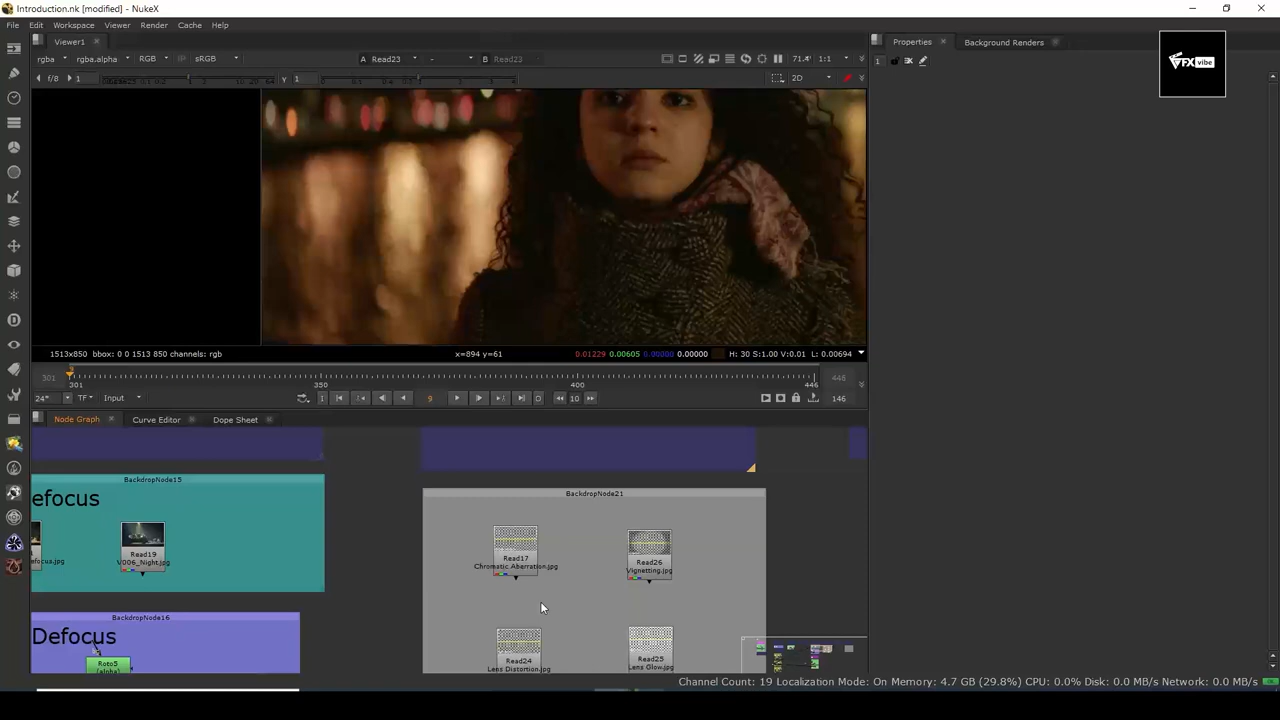 Introduction.nk [modified] - NukeX
File Edit Workspace Viewer Render Cache Help
Viewer1 Properties Background Renders
rgba rgba.alpha RGB sRGB A Read23 - B Read23 71.4 1:1
f/8 1 Y 1 2D
1
VFX vibe
1513x850 bbox: 0 0 1513 850 channels: rgb x=894 y=61 0.01229 0.00605 0.00000 0.00000 H: 30 S:1.00 V:0.01 L: 0.00694
301 446
301 350 400 446
24* TF Input 9 10 146
Node Graph Curve Editor Dope Sheet
BackdropNode15
efocus
Read19
V006_Night.jpg
efocus.jpg
BackdropNode16
Defocus
Roto5
(alpha)
BackdropNode21
Read17
Chromatic Aberration.jpg
Read26
Vignetting.jpg
Read24
Lens Distortion.jpg
Read25
Lens Glow.jpg
Channel Count: 19 Localization Mode: On Memory: 4.7 GB (29.8%) CPU: 0.0% Disk: 0.0 MB/s Network: 0.0 MB/s